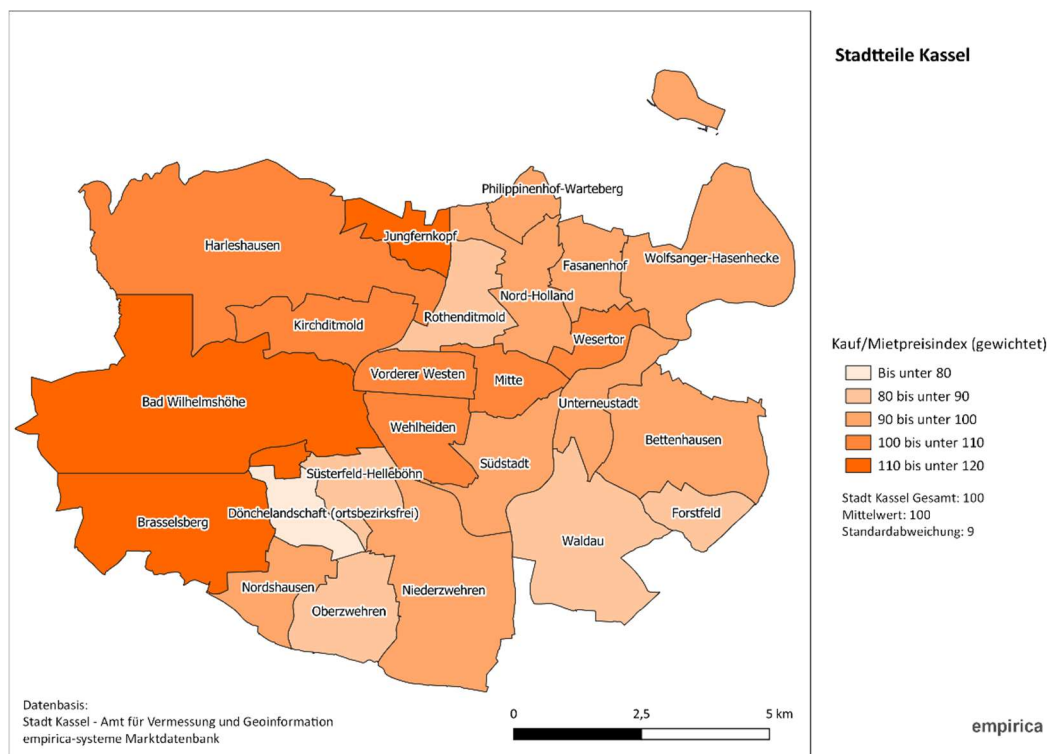 Stadtteile Kassel
Philippinenhof-Warteberg
Jungfernkopf
Harleshausen
Fasanenhof
Wolfsanger-Hasenhecke
Nord-Holland
Rothenditmold
Kirchditmold
Wesertor
Vorderer Westen
Mitte
Bad Wilhelmshöhe
Unterneustadt
Wehlheiden
Bettenhausen
Südstadt
Süsterfeld-Helleböhn
Dönchelandschaft (ortsbezirksfrei)
Forstfeld
Brasselsberg
Waldau
Nordshausen
Niederzwehren
Oberzwehren
Kauf/Mietpreisindex (gewichtet)
Bis unter 80
80 bis unter 90
90 bis unter 100
100 bis unter 110
110 bis unter 120
Stadt Kassel Gesamt: 100
Mittelwert: 100
Standardabweichung: 9
Datenbasis:
Stadt Kassel - Amt für Vermessung und Geoinformation
empirica-systeme Marktdatenbank
0 2,5 5 km
empirica